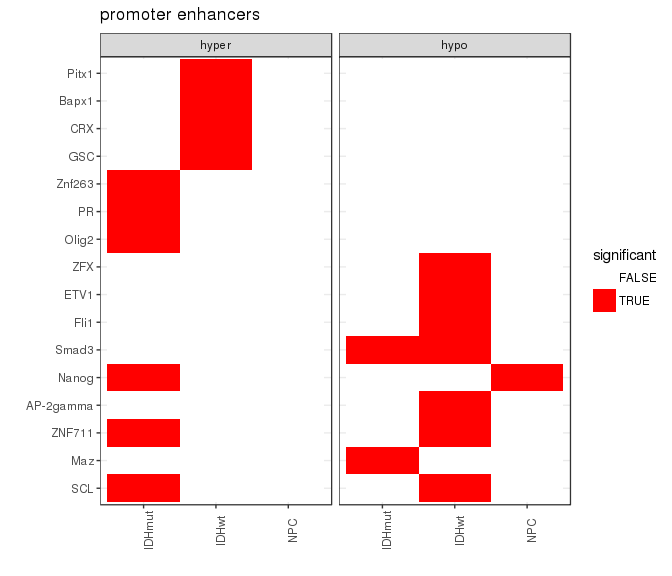 promoter enhancers
hyper
hypo
Pitx1
Bapx1
CRX
GSC
Znf263
PR
Olig2
ZFX
ETV1
Fli1
Smad3
Nanog
AP-2gamma
ZNF711
Maz
SCL
IDHmut
IDHwt
NPC
IDHmut
IDHwt
NPC
significant
FALSE
TRUE